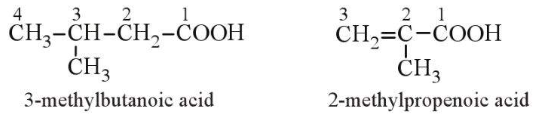 4 3 2 1
CH₃–CH–CH₂–COOH
CH₃
3-methylbutanoic acid
3 2 1
CH₂=C–COOH
CH₃
2-methylpropenoic acid